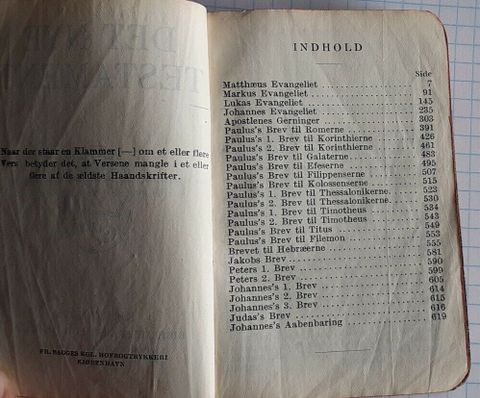 Naar der staar en Klammer [—] om et eller flere
Vers betyder det, at Versene mangle i et eller
flere af de ældste Haandskrifter.
FR. BAGGES KGL. HOFBOGTRYKKERI
KJØBENHAVN
INDHOLD
Side
Matthæus Evangeliet 7
Markus Evangeliet 91
Lukas Evangeliet 145
Johannes Evangeliet 235
Apostlenes Gerninger 303
Paulus's Brev til Romerne 391
Paulus's 1. Brev til Korinthierne 426
Paulus's 2. Brev til Korinthierne 461
Paulus's Brev til Galaterne 483
Paulus's Brev til Efeserne 495
Paulus's Brev til Filippenserne 507
Paulus's Brev til Kolossenserne 515
Paulus's 1. Brev til Thessalonikerne. 523
Paulus's 2. Brev til Thessalonikerne. 530
Paulus's 1. Brev til Timotheus 534
Paulus's 2. Brev til Timotheus 543
Paulus's Brev til Titus 549
Paulus's Brev til Filemon 553
Brevet til Hebræerne 555
Jakobs Brev 581
Peters 1. Brev 590
Peters 2. Brev 599
Johannes's 1. Brev 605
Johannes's 2. Brev 614
Johannes's 3. Brev 615
Judas's Brev 616
Johannes's Aabenbaring 619